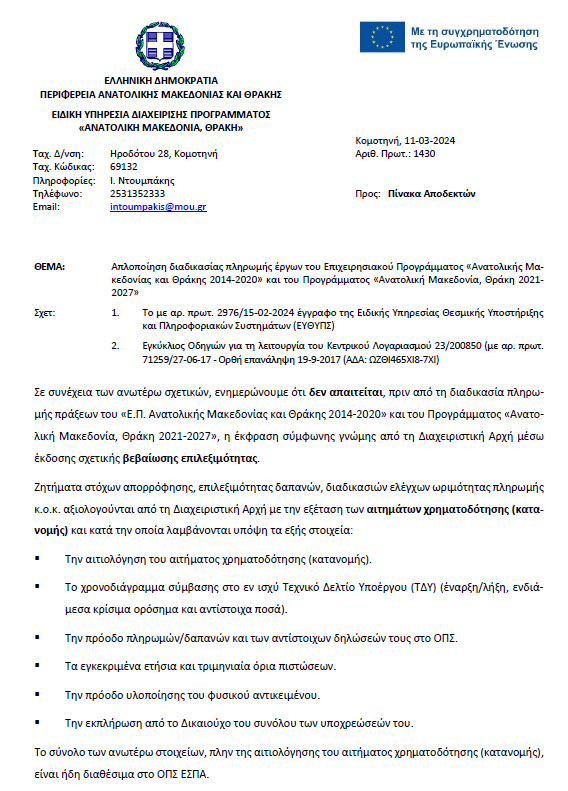 Με τη συγχρηματοδότηση
της Ευρωπαϊκής Ένωσης
ΕΛΛΗΝΙΚΗ ΔΗΜΟΚΡΑΤΙΑ
ΠΕΡΙΦΕΡΕΙΑ ΑΝΑΤΟΛΙΚΗΣ ΜΑΚΕΔΟΝΙΑΣ ΚΑΙ ΘΡΑΚΗΣ
ΕΙΔΙΚΗ ΥΠΗΡΕΣΙΑ ΔΙΑΧΕΙΡΙΣΗΣ ΠΡΟΓΡΑΜΜΑΤΟΣ
«ΑΝΑΤΟΛΙΚΗ ΜΑΚΕΔΟΝΙΑ, ΘΡΑΚΗ»
Κομοτηνή, 11-03-2024
Αριθ. Πρωτ.: 1430
Ταχ. Δ/νση: Ηροδότου 28, Κομοτηνή
Ταχ. Κώδικας: 69132
Πληροφορίες: Ι. Ντουμπάκης
Τηλέφωνο: 2531352333
Email: intoumpakis@mou.gr
Προς: Πίνακα Αποδεκτών
ΘΕΜΑ: Απλοποίηση διαδικασίας πληρωμής έργων του Επιχειρησιακού Προγράμματος «Ανατολικής Μα-
κεδονίας και Θράκης 2014-2020» και του Προγράμματος «Ανατολική Μακεδονία, Θράκη 2021-
2027»
Σχετ: 1. Το με αρ. πρωτ. 2976/15-02-2024 έγγραφο της Ειδικής Υπηρεσίας Θεσμικής Υποστήριξης
και Πληροφοριακών Συστημάτων (ΕΥΘΥΠΣ)
2. Εγκύκλιος Οδηγιών για τη λειτουργία του Κεντρικού Λογαριασμού 23/200850 (με αρ. πρωτ.
71259/27-06-17 - Ορθή επανάληψη 19-9-2017 (ΑΔΑ: ΩΖΘΙ465ΧΙ8-7ΧΙ)
Σε συνέχεια των ανωτέρω σχετικών, ενημερώνουμε ότι δεν απαιτείται, πριν από τη διαδικασία πληρω-
μής πράξεων του «Ε.Π. Ανατολικής Μακεδονίας και Θράκης 2014-2020» και του Προγράμματος «Ανατο-
λική Μακεδονία, Θράκη 2021-2027», η έκφραση σύμφωνης γνώμης από τη Διαχειριστική Αρχή μέσω
έκδοσης σχετικής βεβαίωσης επιλεξιμότητας.
Ζητήματα στόχων απορρόφησης, επιλεξιμότητας δαπανών, διαδικασιών ελέγχων ωριμότητας πληρωμής
κ.ο.κ. αξιολογούνται από τη Διαχειριστική Αρχή με την εξέταση των αιτημάτων χρηματοδότησης (κατα-
νομής) και κατά την οποία λαμβάνονται υπόψη τα εξής στοιχεία:
▪ Την αιτιολόγηση του αιτήματος χρηματοδότησης (κατανομής).
▪ Το χρονοδιάγραμμα σύμβασης στο εν ισχύ Τεχνικό Δελτίο Υποέργου (ΤΔΥ) (έναρξη/λήξη, ενδιά-
μεσα κρίσιμα ορόσημα και αντίστοιχα ποσά).
▪ Την πρόοδο πληρωμών/δαπανών και των αντίστοιχων δηλώσεών τους στο ΟΠΣ.
▪ Τα εγκεκριμένα ετήσια και τριμηνιαία όρια πιστώσεων.
▪ Την πρόοδο υλοποίησης του φυσικού αντικειμένου.
▪ Την εκπλήρωση από το Δικαιούχο του συνόλου των υποχρεώσεών του.
Το σύνολο των ανωτέρω στοιχείων, πλην της αιτιολόγησης του αιτήματος χρηματοδότησης (κατανομής),
είναι ήδη διαθέσιμα στο ΟΠΣ ΕΣΠΑ.